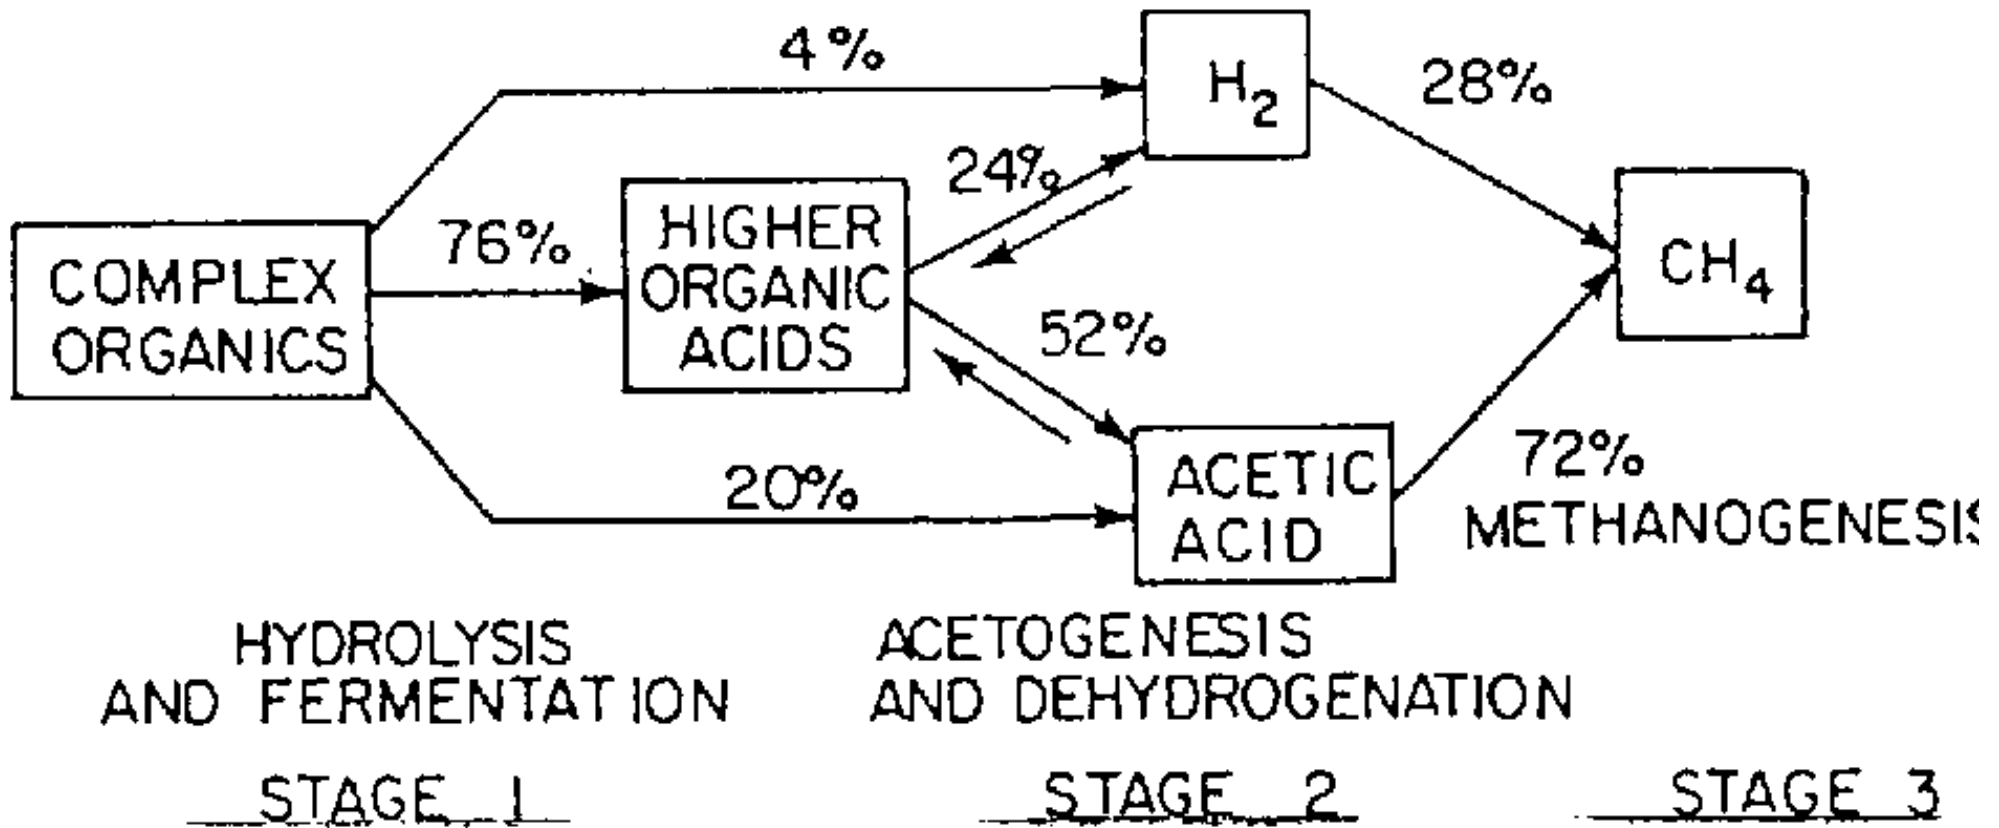 4%
H2
28%
24%
76%
HIGHER
ORGANIC
ACIDS
COMPLEX
ORGANICS
CH4
52%
20%
ACETIC
ACID
72%
METHANOGENESIS
HYDROLYSIS
AND FERMENTATION
ACETOGENESIS
AND DEHYDROGENATION
STAGE 1
STAGE 2
STAGE 3